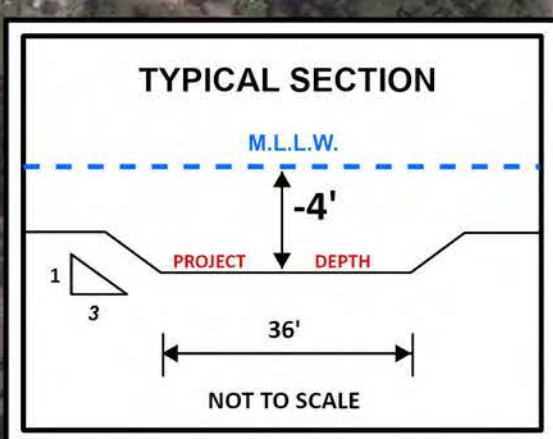 TYPICAL SECTION
M.L.L.W.
-4'
PROJECT DEPTH
1
3
36'
NOT TO SCALE